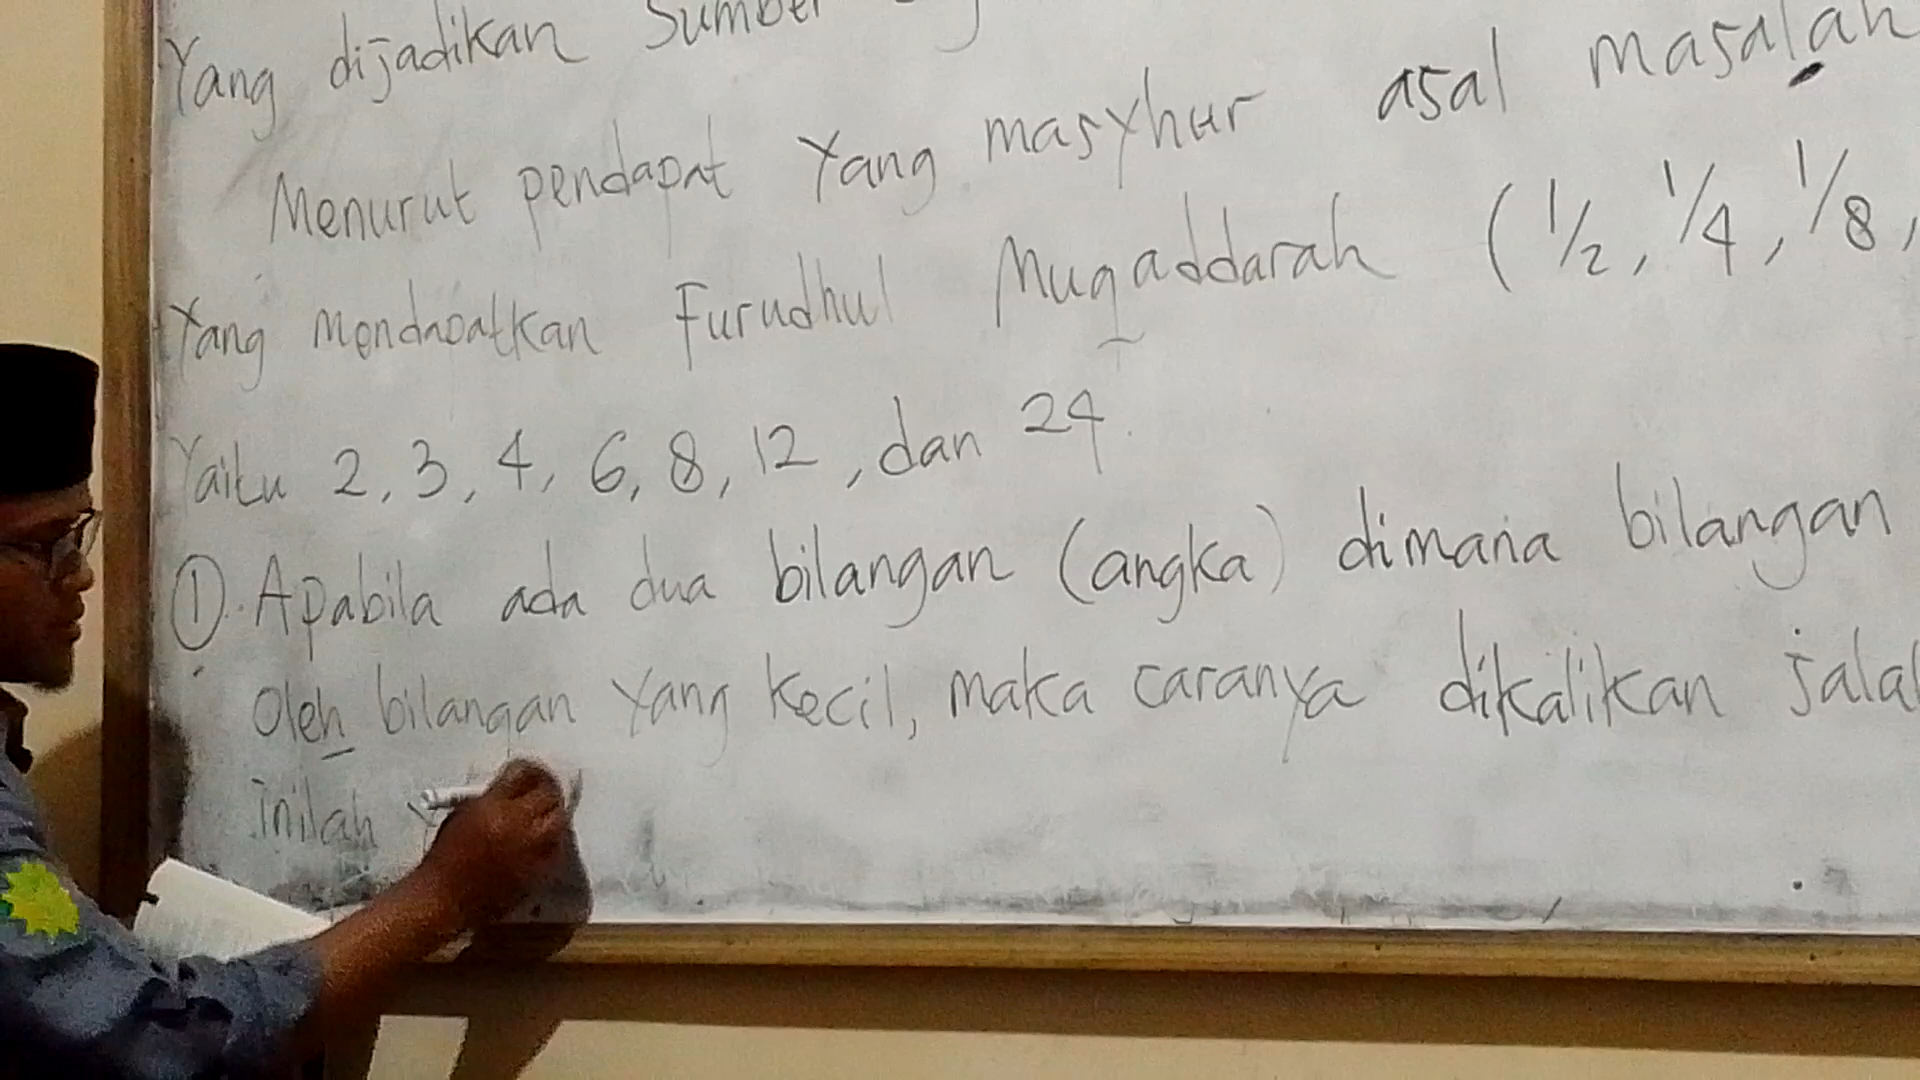 Yang dijadikan Sumber
Menurut pendapat Yang masyhur asal masalah
Yang mendapatkan Furudhul Muqaddarah (1/2, 1/4, 1/8,
Yaitu 2, 3, 4, 6, 8, 12, dan 24.
①. Apabila ada dua bilangan (angka) dimana bilangan
Oleh bilangan Yang kecil, maka caranya dikalikan
inilah